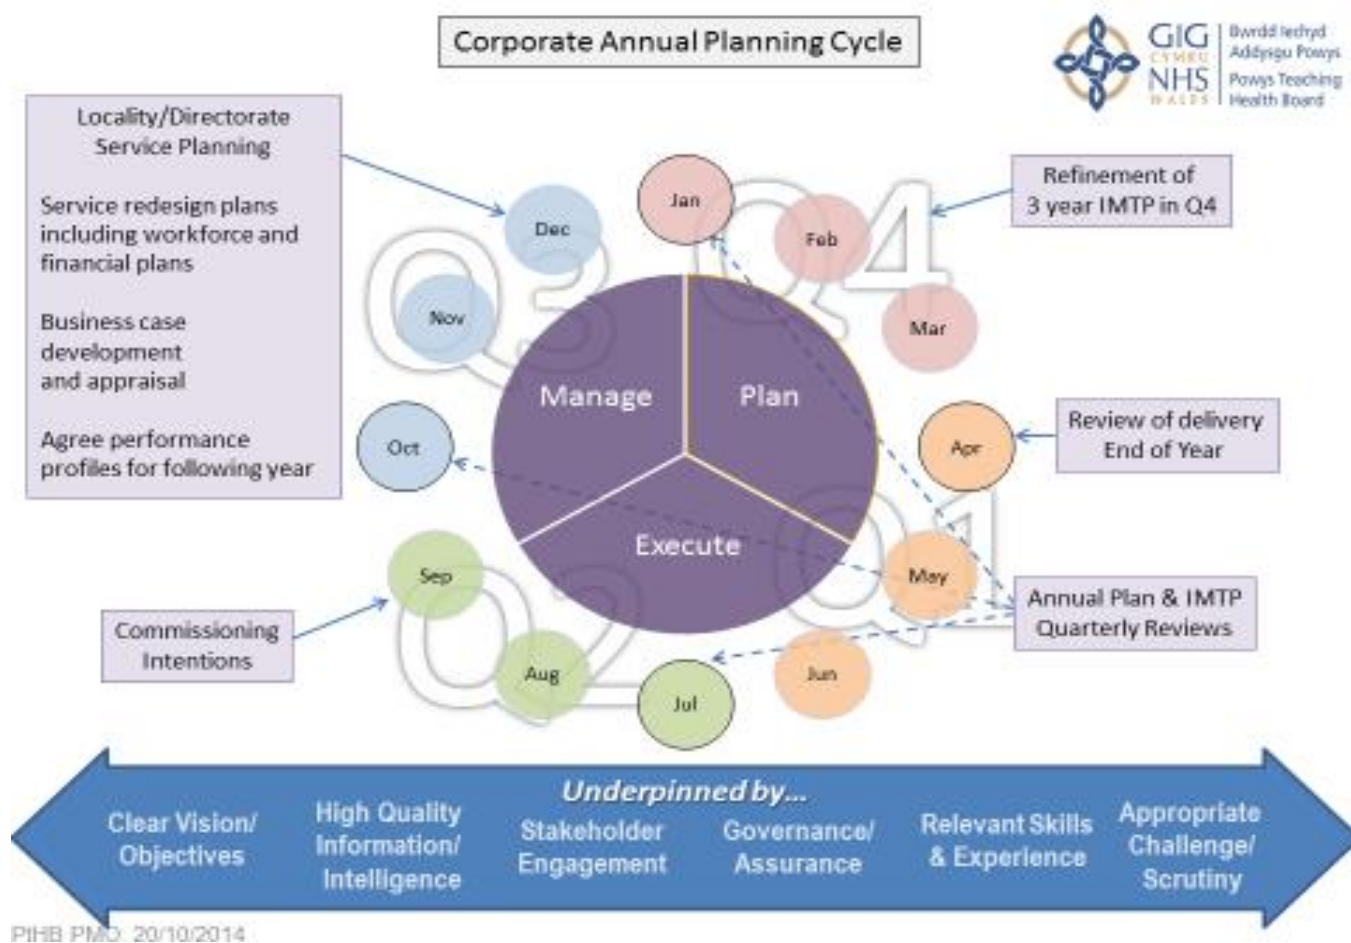 Corporate Annual Planning Cycle
GIG
CYMRU
NHS
WALES
Bwrdd Iechyd
Addysgu Powys
Powys Teaching
Health Board
Locality/Directorate
Service Planning
Service redesign plans
including workforce and
financial plans
Business case
development
and appraisal
Agree performance
profiles for following year
Refinement of
3 year IMTP in Q4
Review of delivery
End of Year
Annual Plan & IMTP
Quarterly Reviews
Commissioning
Intentions
Q4
Jan
Feb
Mar
Q1
Apr
May
Jun
Q2
Jul
Aug
Sep
Q3
Oct
Nov
Dec
Manage
Plan
Execute
Underpinned by...
Clear Vision/
Objectives
High Quality
Information/
Intelligence
Stakeholder
Engagement
Governance/
Assurance
Relevant Skills
& Experience
Appropriate
Challenge/
Scrutiny
PtHB PMO: 20/10/2014